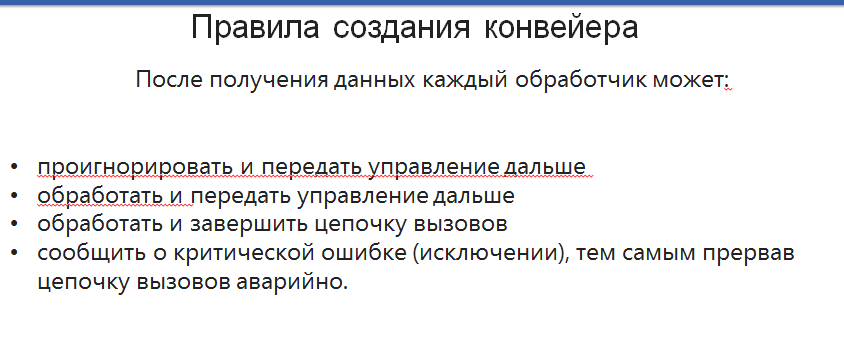 Правила создания конвейера
После получения данных каждый обработчик может:
• проигнорировать и передать управление дальше
• обработать и передать управление дальше
• обработать и завершить цепочку вызовов
• сообщить о критической ошибке (исключении), тем самым прервав
цепочку вызовов аварийно.